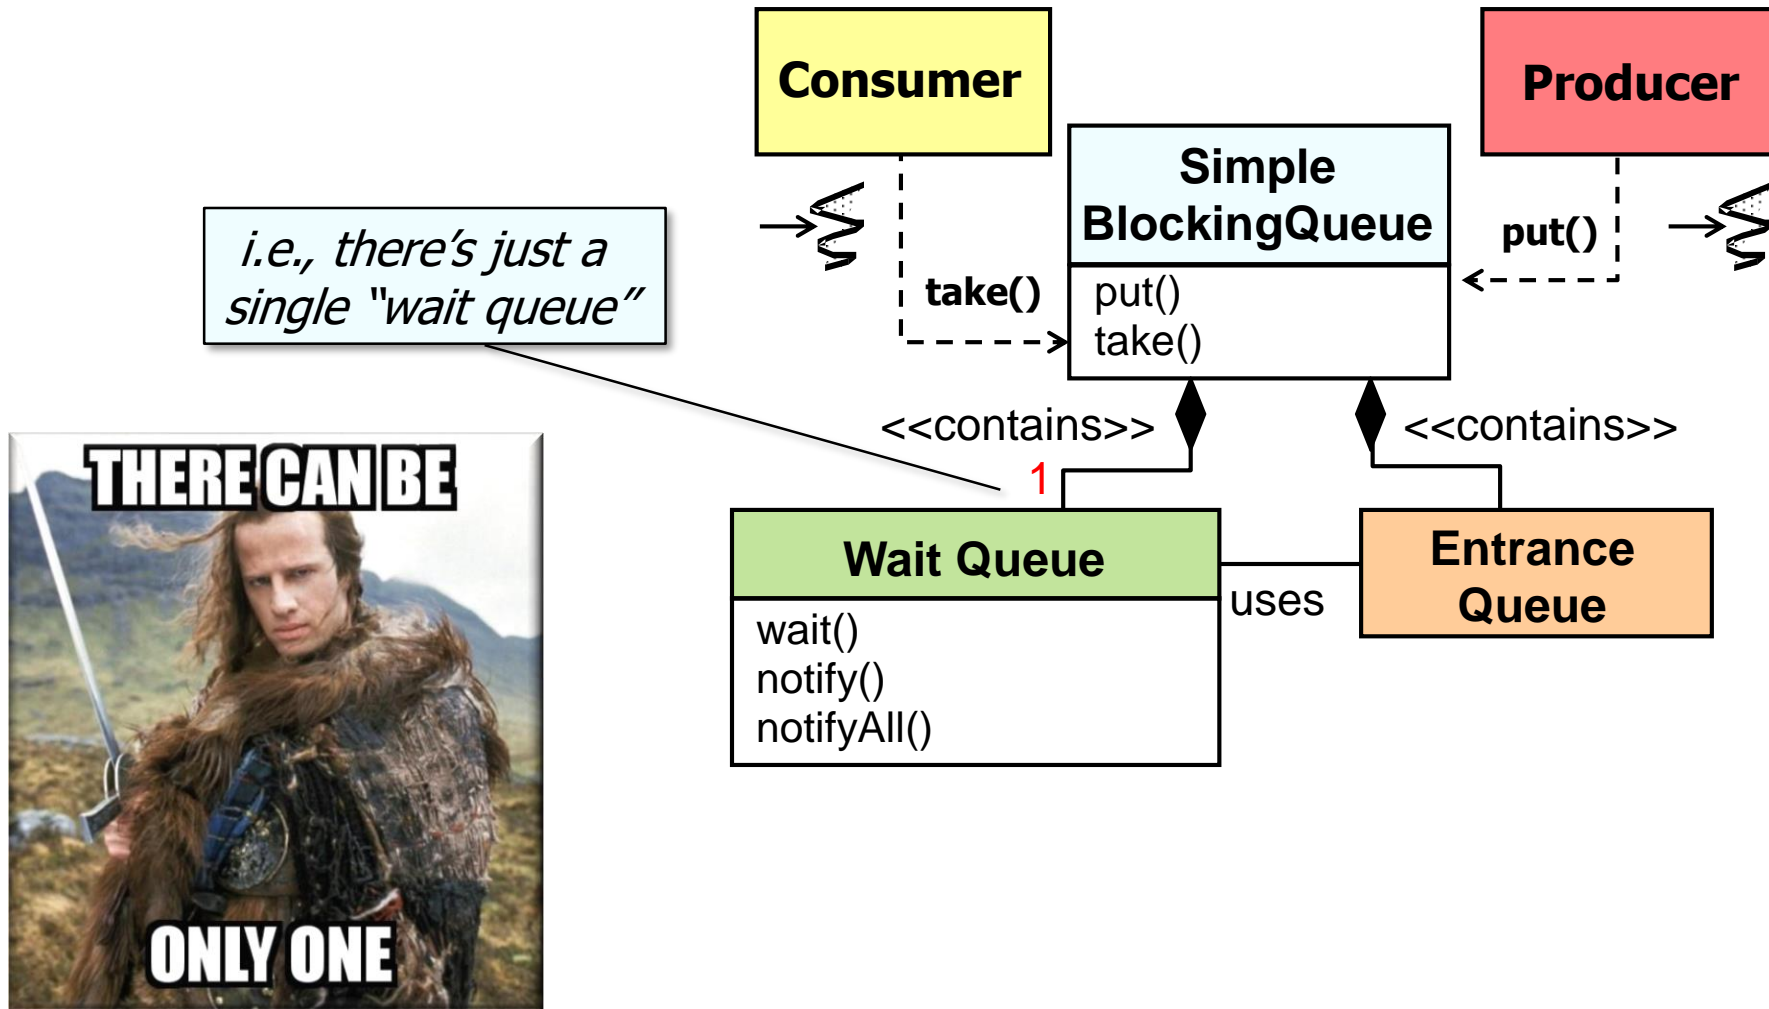 Consumer
Producer
Simple
BlockingQueue
i.e., there’s just a
single “wait queue”
take()
put()
put()
take()
<<contains>>
<<contains>>
1
THERE CAN BE
ONLY ONE
Wait Queue
wait()
notify()
notifyAll()
uses
Entrance
Queue